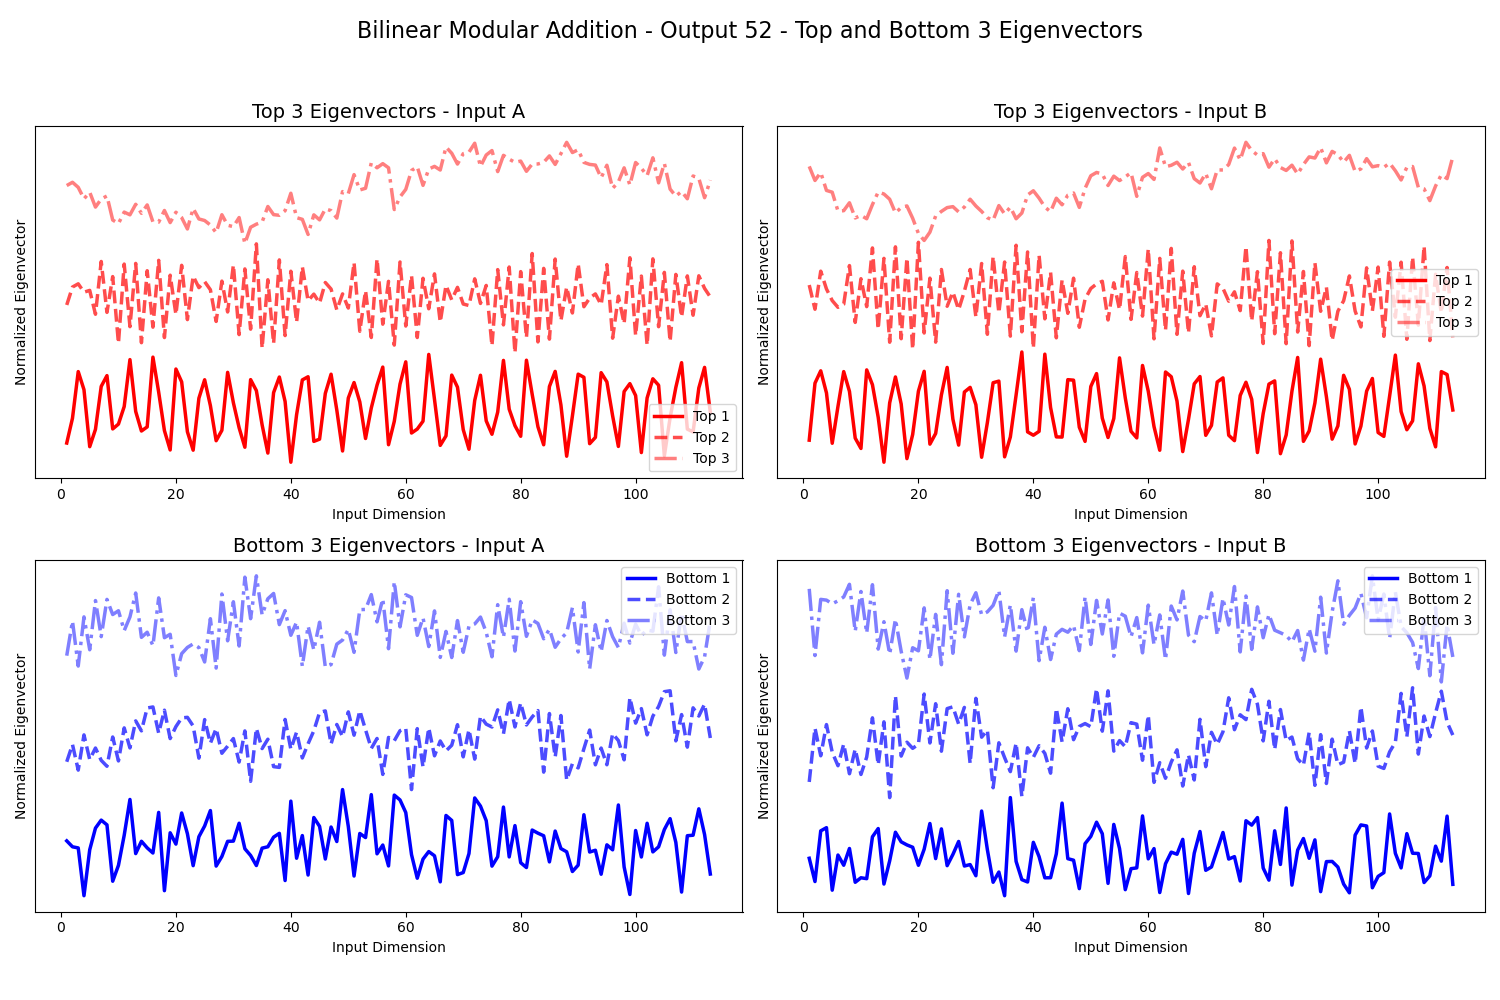 Bilinear Modular Addition - Output 52 - Top and Bottom 3 Eigenvectors
Top 3 Eigenvectors - Input A
Normalized Eigenvector
Top 1
Top 2
Top 3
0 20 40 60 80 100
Input Dimension
Top 3 Eigenvectors - Input B
Normalized Eigenvector
Top 1
Top 2
Top 3
0 20 40 60 80 100
Input Dimension
Bottom 3 Eigenvectors - Input A
Normalized Eigenvector
Bottom 1
Bottom 2
Bottom 3
0 20 40 60 80 100
Input Dimension
Bottom 3 Eigenvectors - Input B
Normalized Eigenvector
Bottom 1
Bottom 2
Bottom 3
0 20 40 60 80 100
Input Dimension